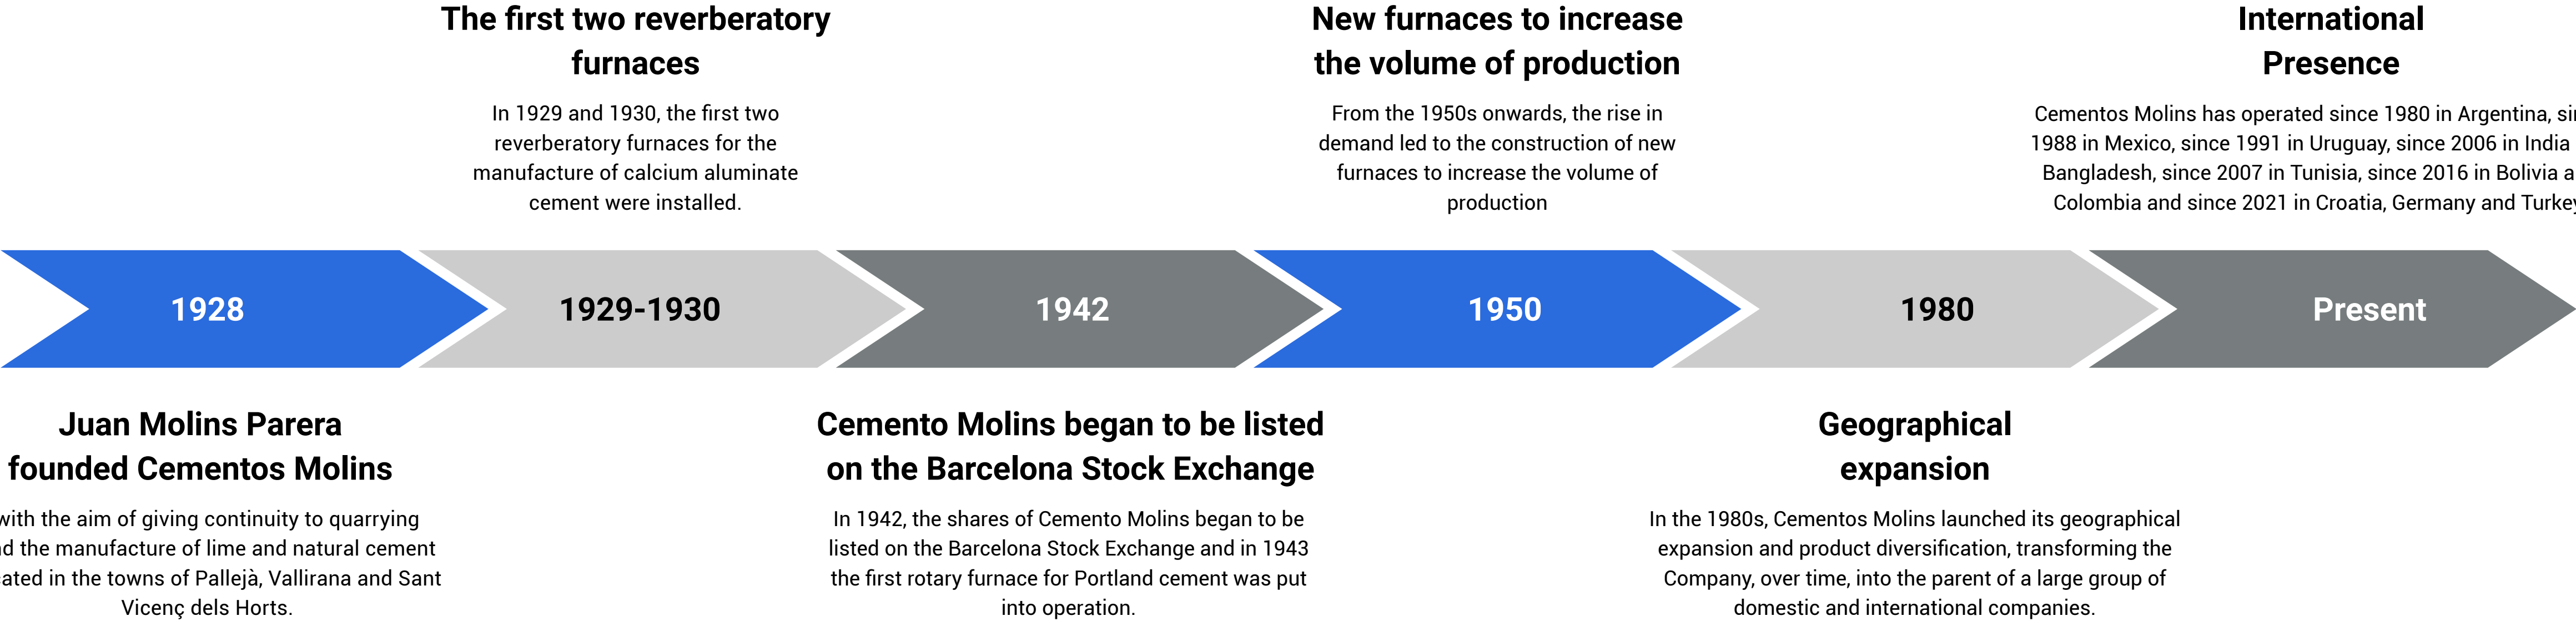 The first two reverberatory
furnaces
In 1929 and 1930, the first two
reverberatory furnaces for the
manufacture of calcium aluminate
cement were installed.
New furnaces to increase
the volume of production
From the 1950s onwards, the rise in
demand led to the construction of new
furnaces to increase the volume of
production
International
Presence
Cementos Molins has operated since 1980 in Argentina,
1988 in Mexico, since 1991 in Uruguay, since 2006 in India
Bangladesh, since 2007 in Tunisia, since 2016 in Bolivia
Colombia and since 2021 in Croatia, Germany and Turkey
1928
1929-1930
1942
1950
1980
Present
Juan Molins Parera
founded Cementos Molins
with the aim of giving continuity to quarrying
the manufacture of lime and natural cement
in the towns of Pallejà, Vallirana and Sant
Vicenç dels Horts.
Cemento Molins began to be listed
on the Barcelona Stock Exchange
In 1942, the shares of Cemento Molins began to be
listed on the Barcelona Stock Exchange and in 1943
the first rotary furnace for Portland cement was put
into operation.
Geographical
expansion
In the 1980s, Cementos Molins launched its geographical
expansion and product diversification, transforming the
Company, over time, into the parent of a large group of
domestic and international companies.